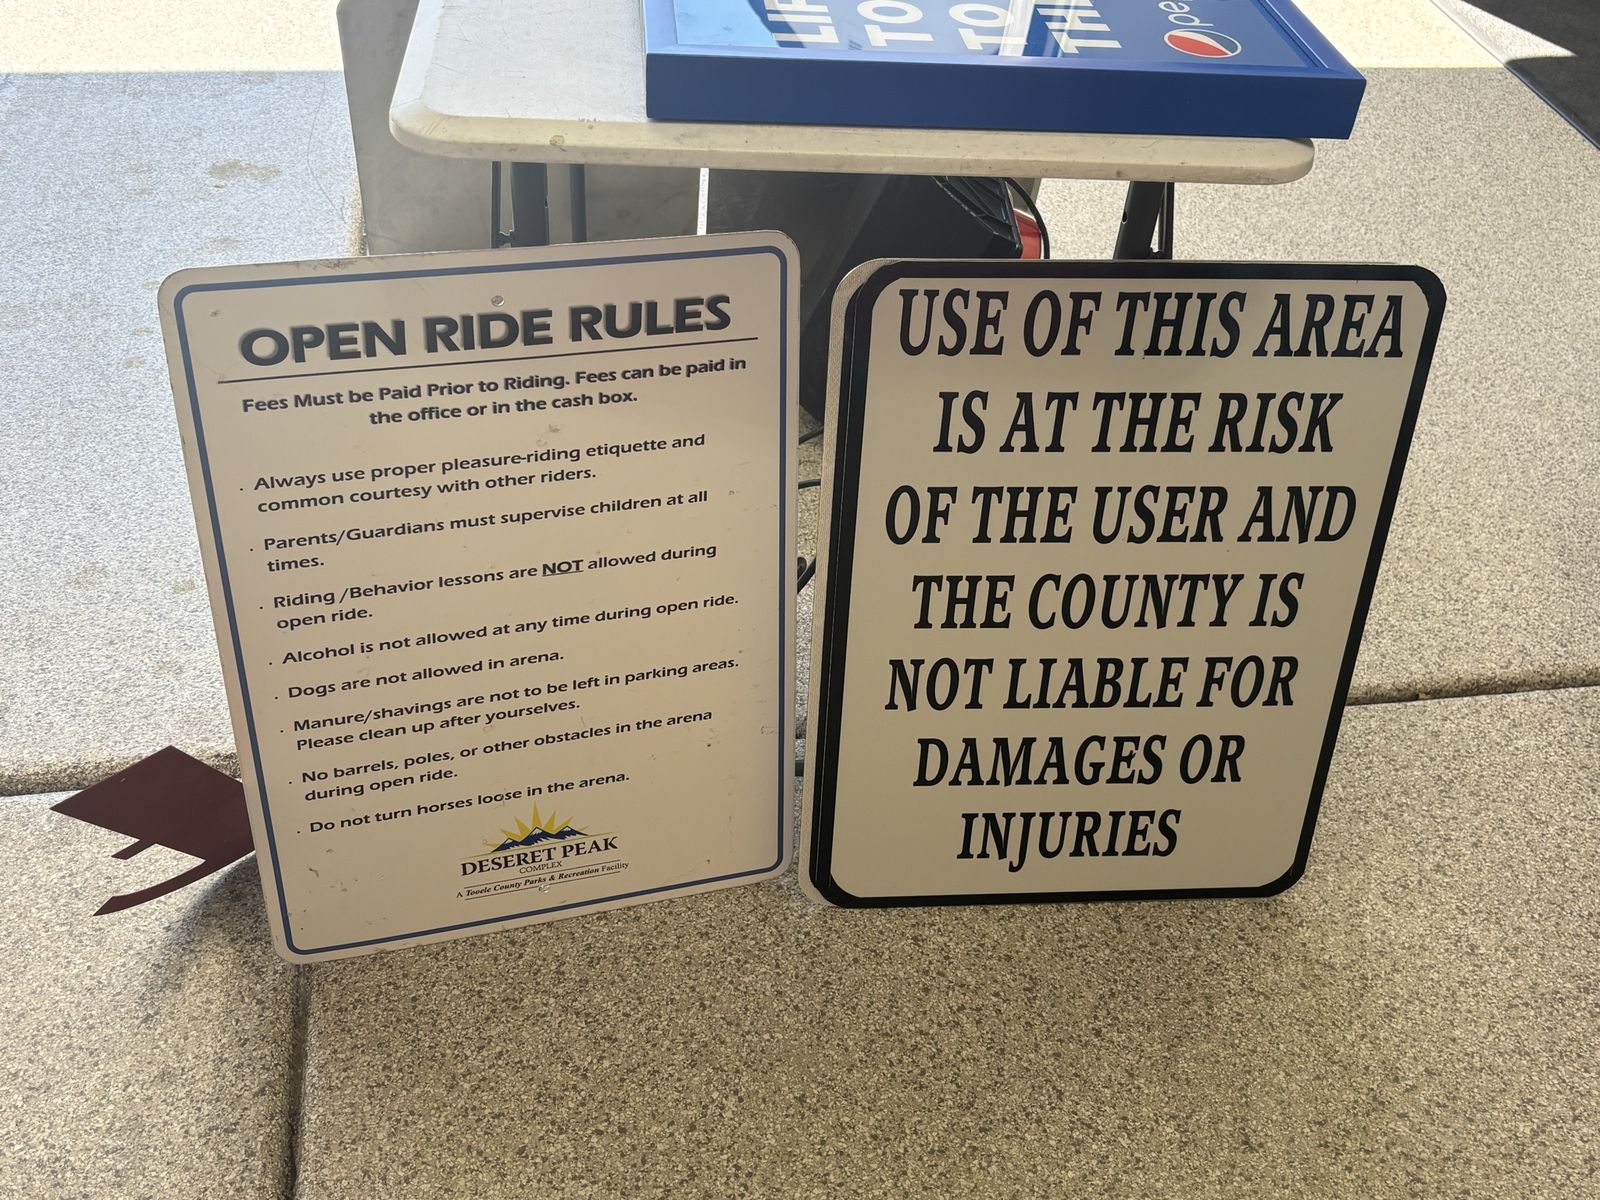 LIF
TO
TO
TH
pe
OPEN RIDE RULES
Fees Must be Paid Prior to Riding. Fees can be paid in
the office or in the cash box.
. Always use proper pleasure-riding etiquette and
common courtesy with other riders.
. Parents/Guardians must supervise children at all
times.
. Riding /Behavior lessons are NOT allowed during
open ride.
. Alcohol is not allowed at any time during open ride.
. Dogs are not allowed in arena.
. Manure/shavings are not to be left in parking areas.
Please clean up after yourselves.
. No barrels, poles, or other obstacles in the arena
during open ride.
. Do not turn horses loose in the arena.
DESERET PEAK
COMPLEX
A Tooele County Parks & Recreation Facility
USE OF THIS AREA
IS AT THE RISK
OF THE USER AND
THE COUNTY IS
NOT LIABLE FOR
DAMAGES OR
INJURIES